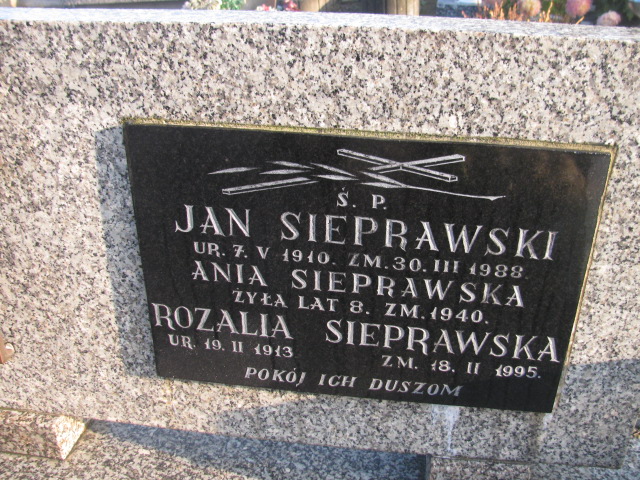 Ś. P.
JAN SIEPRAWSKI
UR. 7. V 1910. ZM. 30. III 1988.
ANIA SIEPRAWSKA
ŻYŁA LAT 8. ZM. 1940.
ROZALIA SIEPRAWSKA
UR. 19. II 1913. ZM. 18. II 1995.
POKÓJ ICH DUSZOM